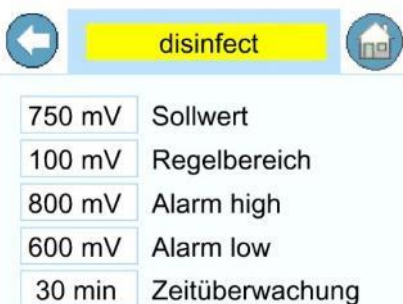 disinfect
750 mV Sollwert
100 mV Regelbereich
800 mV Alarm high
600 mV Alarm low
30 min Zeitüberwachung